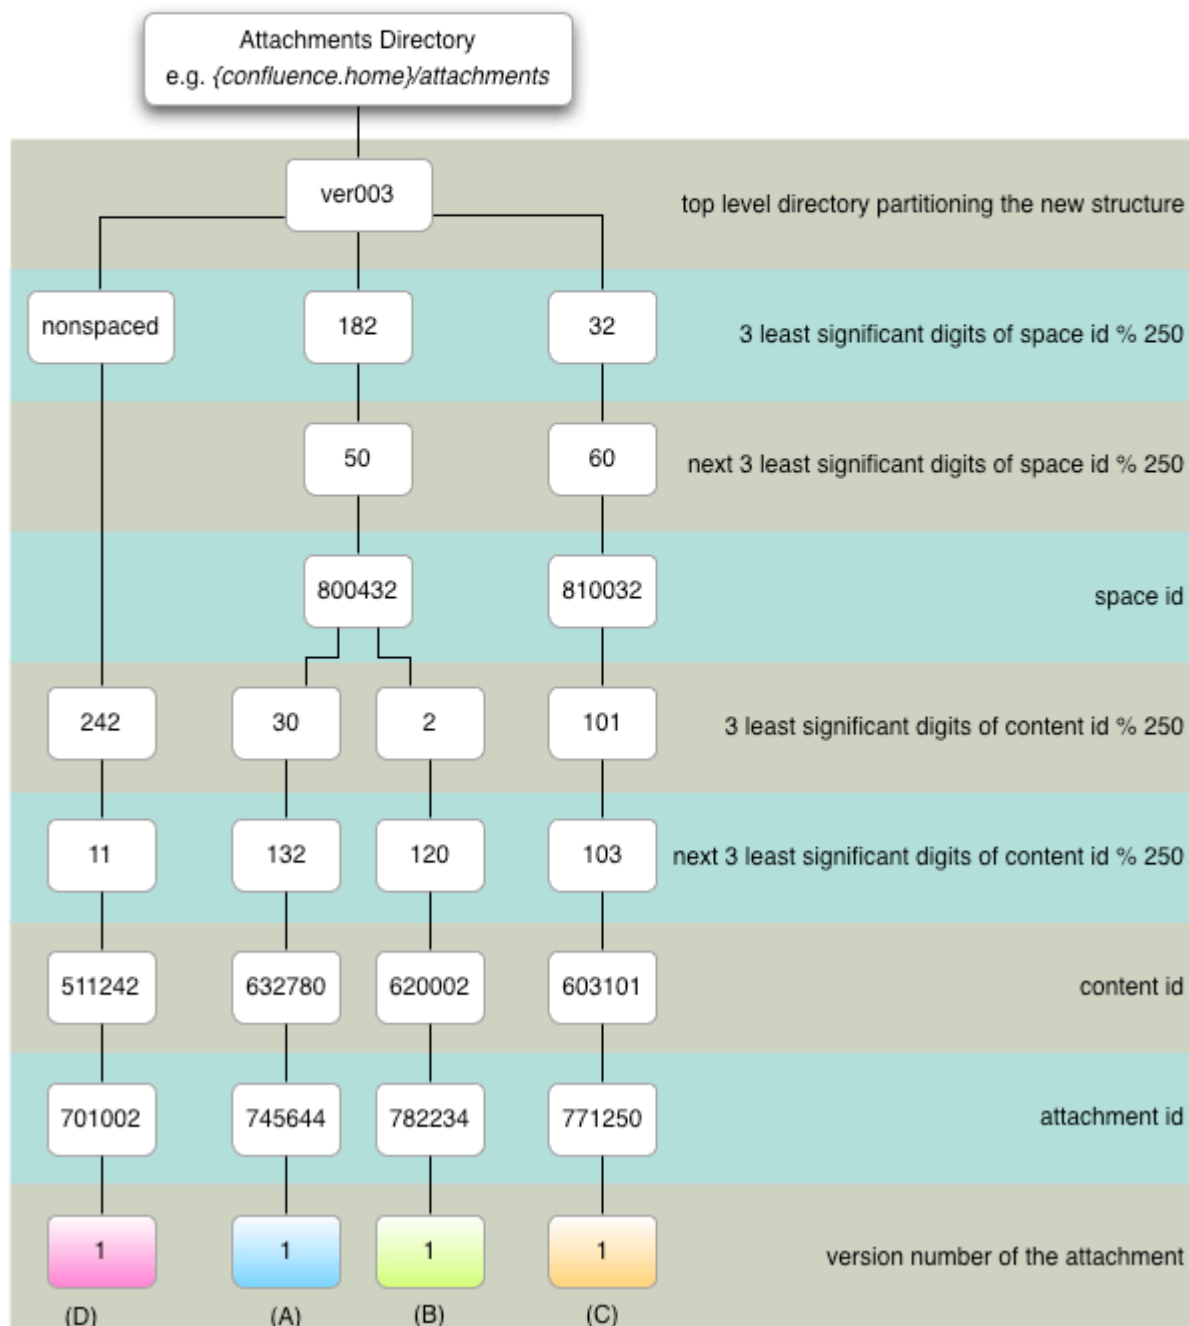 Attachments Directory
e.g. {confluence.home}/attachments
ver003
top level directory partitioning the new structure
nonspaced 182 32 3 least significant digits of space id % 250
50 60 next 3 least significant digits of space id % 250
800432 810032 space id
242 30 2 101 3 least significant digits of content id % 250
11 132 120 103 next 3 least significant digits of content id % 250
511242 632780 620002 603101 content id
701002 745644 782234 771250 attachment id
1 1 1 1 version number of the attachment
(D) (A) (B) (C)